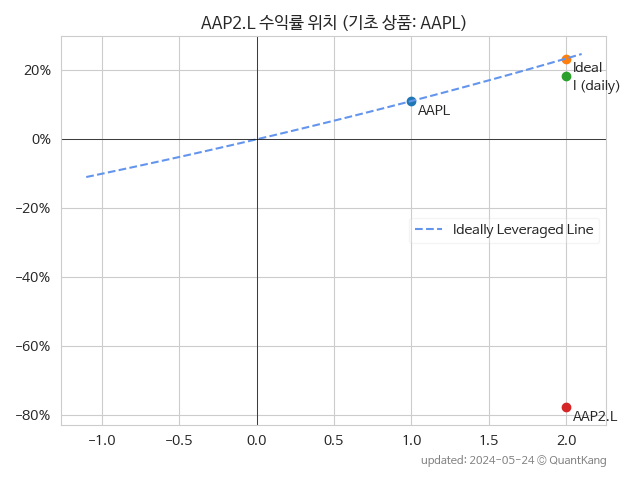 AAP2.L 수익률 위치 (기초 상품: AAPL)
20%
0%
−20%
−40%
−60%
−80%
Ideal
I (daily)
AAPL
Ideally Leveraged Line
AAP2.L
−1.0 −0.5 0.0 0.5 1.0 1.5 2.0
updated: 2024-05-24 © QuantKang